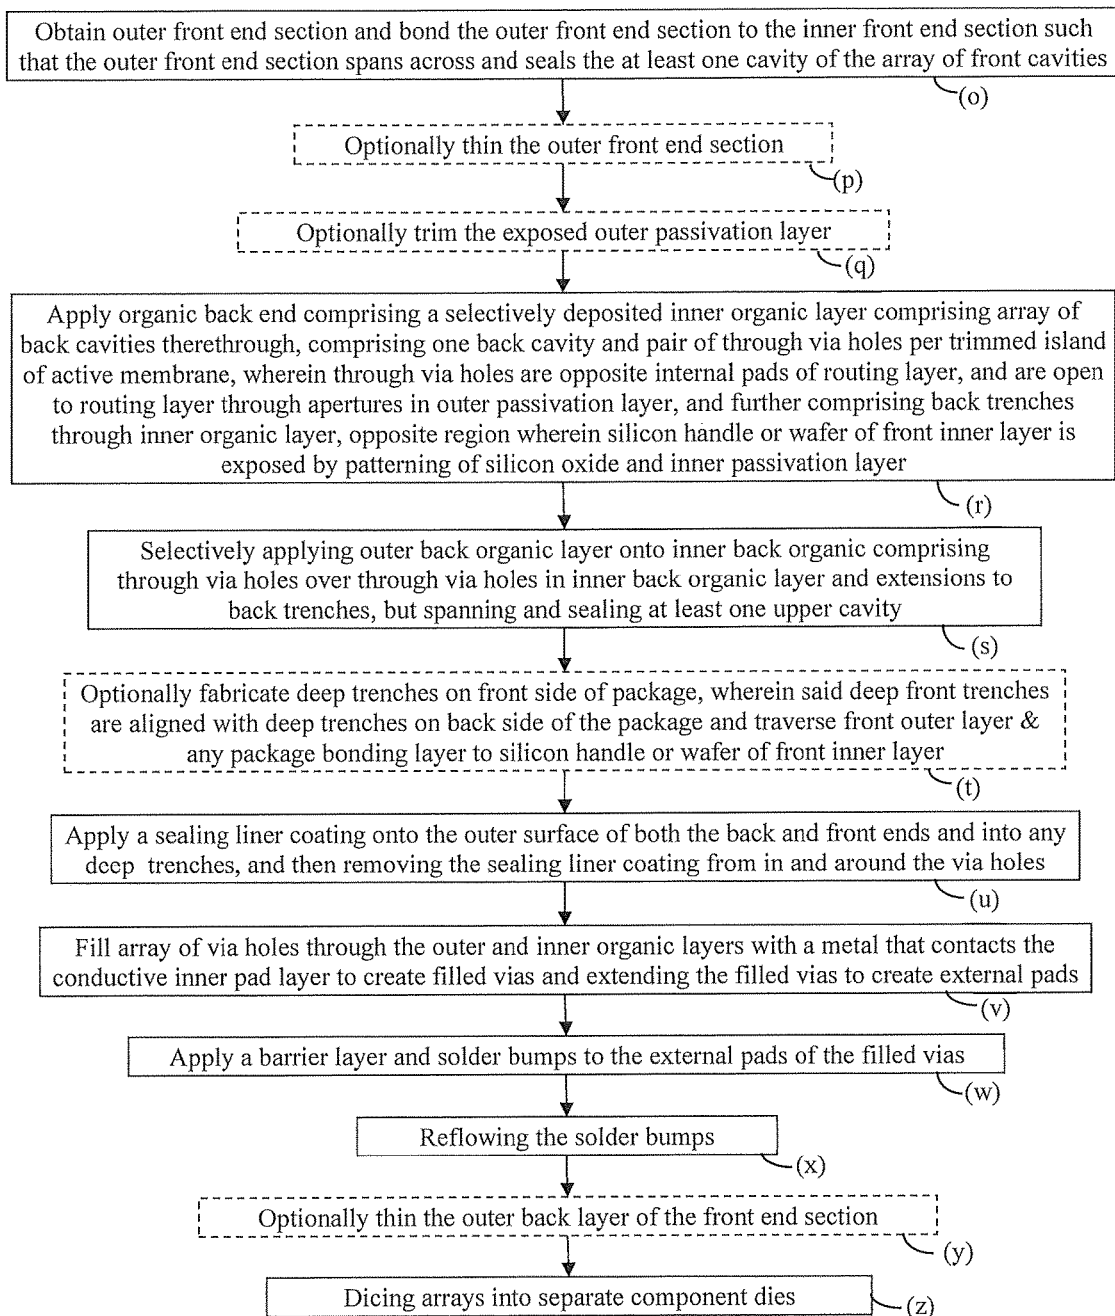 Obtain outer front end section and bond the outer front end section to the inner front end section such
that the outer front end section spans across and seals the at least one cavity of the array of front cavities
(o)
Optionally thin the outer front end section
(p)
Optionally trim the exposed outer passivation layer
(q)
Apply organic back end comprising a selectively deposited inner organic layer comprising array of
back cavities therethrough, comprising one back cavity and pair of through via holes per trimmed island
of active membrane, wherein through via holes are opposite internal pads of routing layer, and are open
to routing layer through apertures in outer passivation layer, and further comprising back trenches
through inner organic layer, opposite region wherein silicon handle or wafer of front inner layer is
exposed by patterning of silicon oxide and inner passivation layer
(r)
Selectively applying outer back organic layer onto inner back organic comprising
through via holes over through via holes in inner back organic layer and extensions to
back trenches, but spanning and sealing at least one upper cavity
(s)
Optionally fabricate deep trenches on front side of package, wherein said deep front trenches
are aligned with deep trenches on back side of the package and traverse front outer layer &
any package bonding layer to silicon handle or wafer of front inner layer
(t)
Apply a sealing liner coating onto the outer surface of both the back and front ends and into any
deep trenches, and then removing the sealing liner coating from in and around the via holes
(u)
Fill array of via holes through the outer and inner organic layers with a metal that contacts the
conductive inner pad layer to create filled vias and extending the filled vias to create external pads
(v)
Apply a barrier layer and solder bumps to the external pads of the filled vias
(w)
Reflowing the solder bumps
(x)
Optionally thin the outer back layer of the front end section
(y)
Dicing arrays into separate component dies
(z)